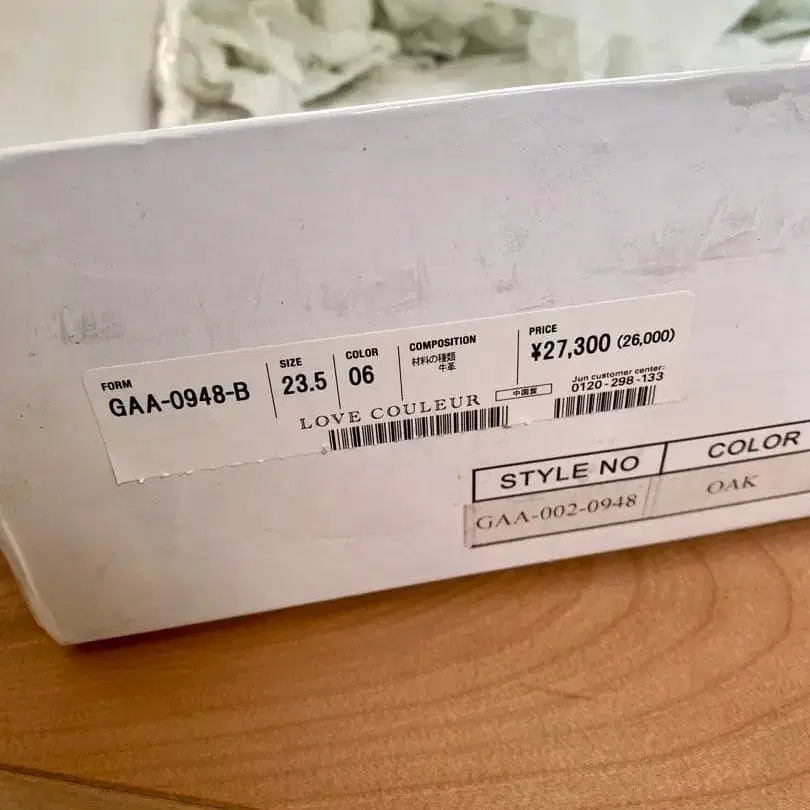 FORM
GAA-0948-B
SIZE
23.5
COLOR
06
COMPOSITION
材料の種類
牛革
PRICE
¥27,300 (26,000)
LOVE COULEUR
中国製
Jun customer center:
0120-298-133
STYLE NO
COLOR
GAA-002-0948
OAK